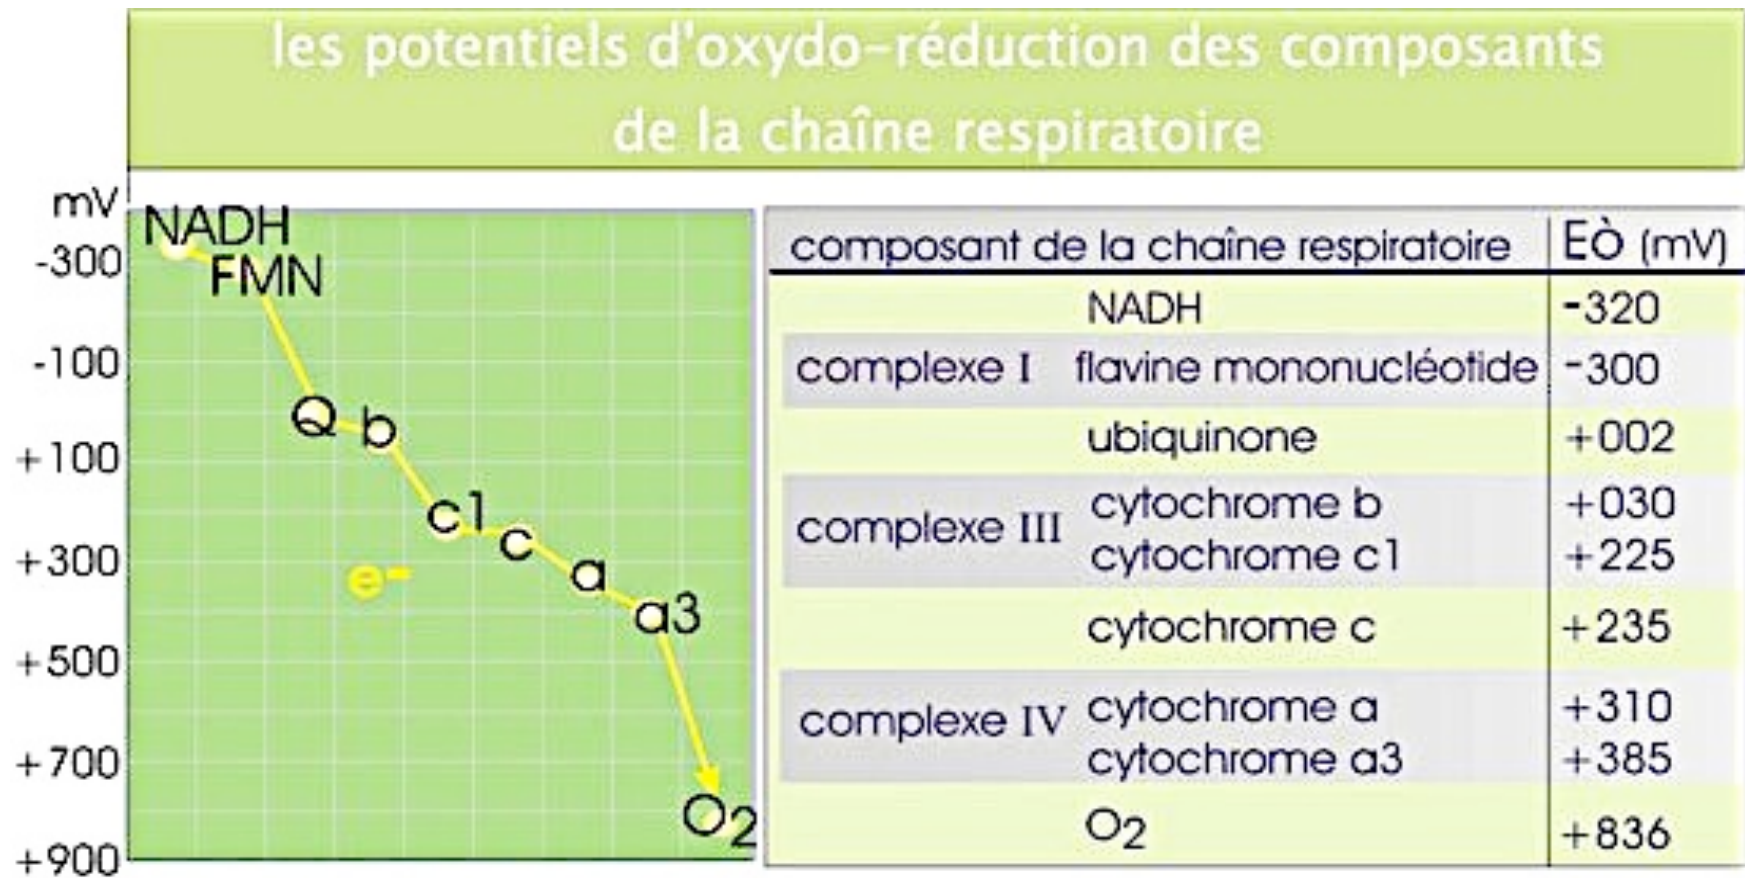 les potentiels d'oxydo-réduction des composants
de la chaîne respiratoire
mV
-300
-100
+100
+300
+500
+700
+900
NADH
FMN
Q
b
c1
c
a
a3
O2
e-
composant de la chaîne respiratoire Eò (mV)
NADH -320
complexe I flavine mononucléotide -300
ubiquinone +002
complexe III
cytochrome b +030
cytochrome c1 +225
cytochrome c +235
complexe IV
cytochrome a +310
cytochrome a3 +385
O2 +836